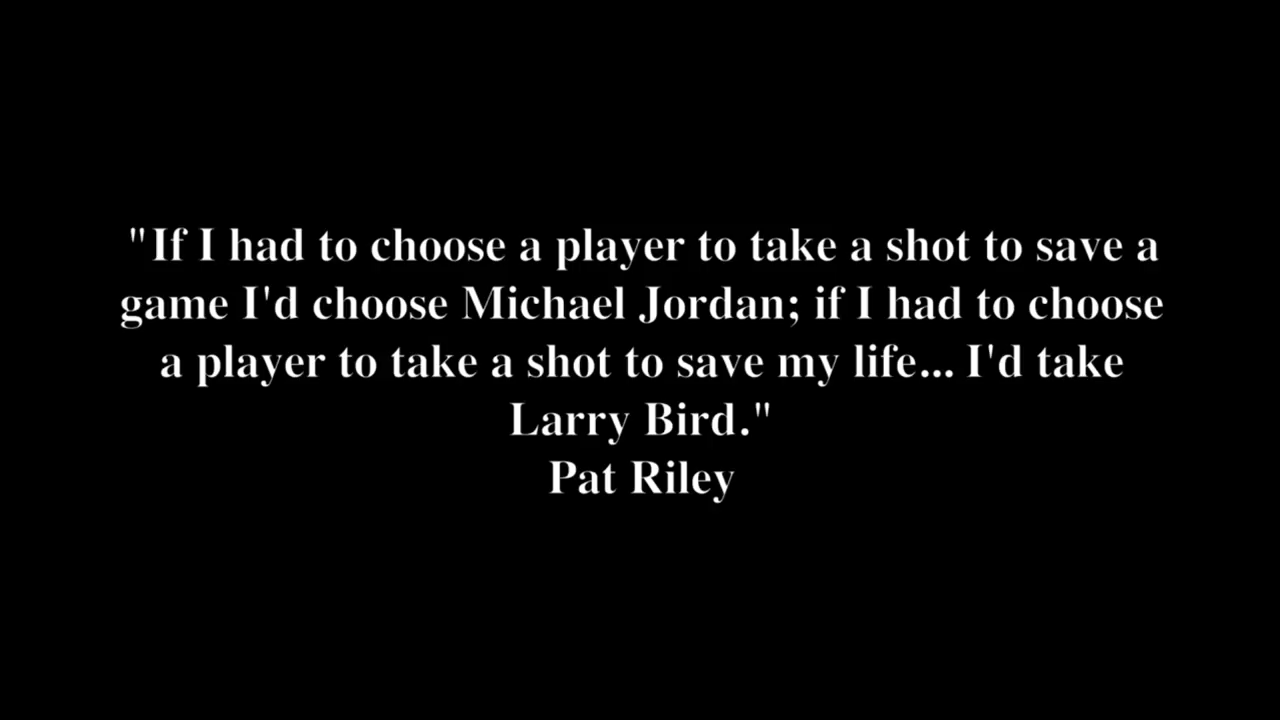 "If I had to choose a player to take a shot to save a
game I'd choose Michael Jordan; if I had to choose
a player to take a shot to save my life... I'd take
Larry Bird."
Pat Riley